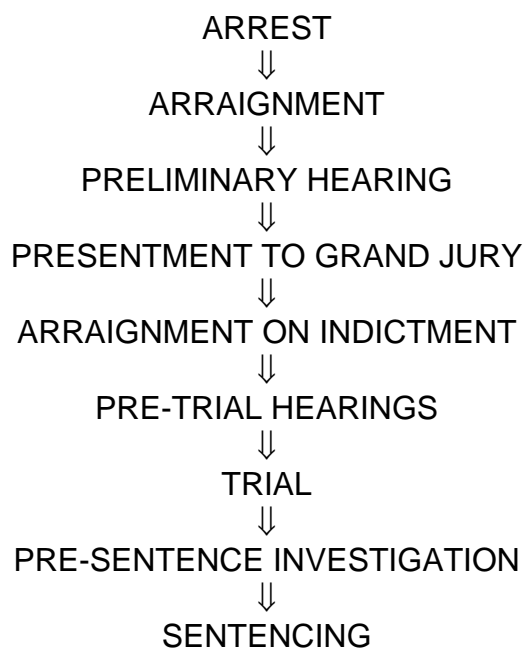 ARREST
⇓
ARRAIGNMENT
⇓
PRELIMINARY HEARING
⇓
PRESENTMENT TO GRAND JURY
⇓
ARRAIGNMENT ON INDICTMENT
⇓
PRE-TRIAL HEARINGS
⇓
TRIAL
⇓
PRE-SENTENCE INVESTIGATION
⇓
SENTENCING